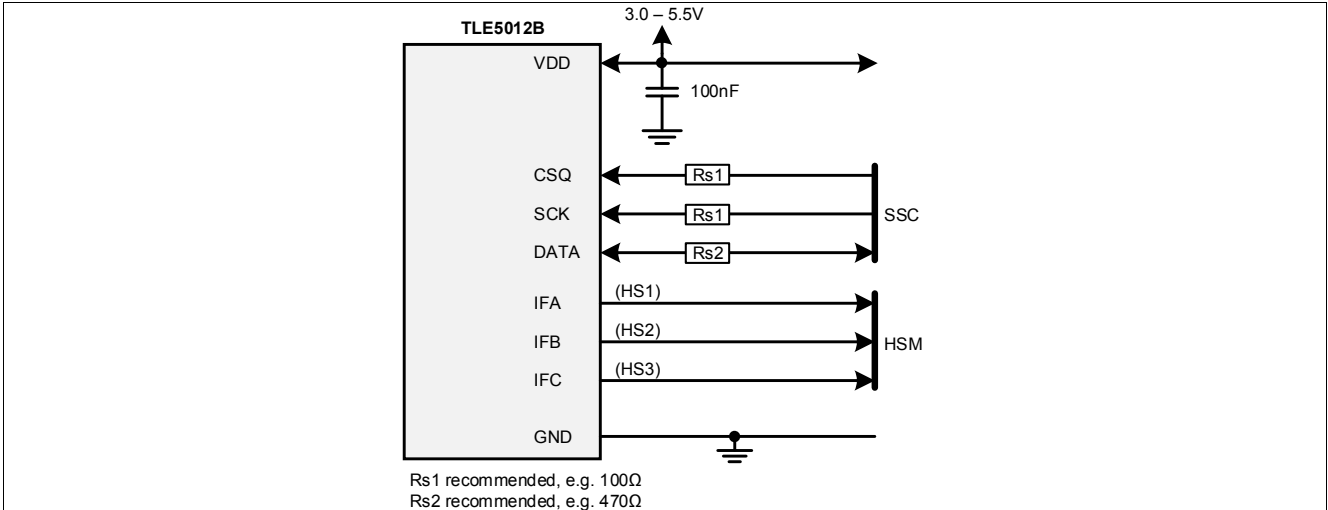 3.0 – 5.5V
TLE5012B
VDD
100nF
CSQ
Rs1
SCK
Rs1
SSC
DATA
Rs2
IFA
(HS1)
IFB
(HS2)
HSM
IFC
(HS3)
GND
Rs1 recommended, e.g. 100Ω
Rs2 recommended, e.g. 470Ω